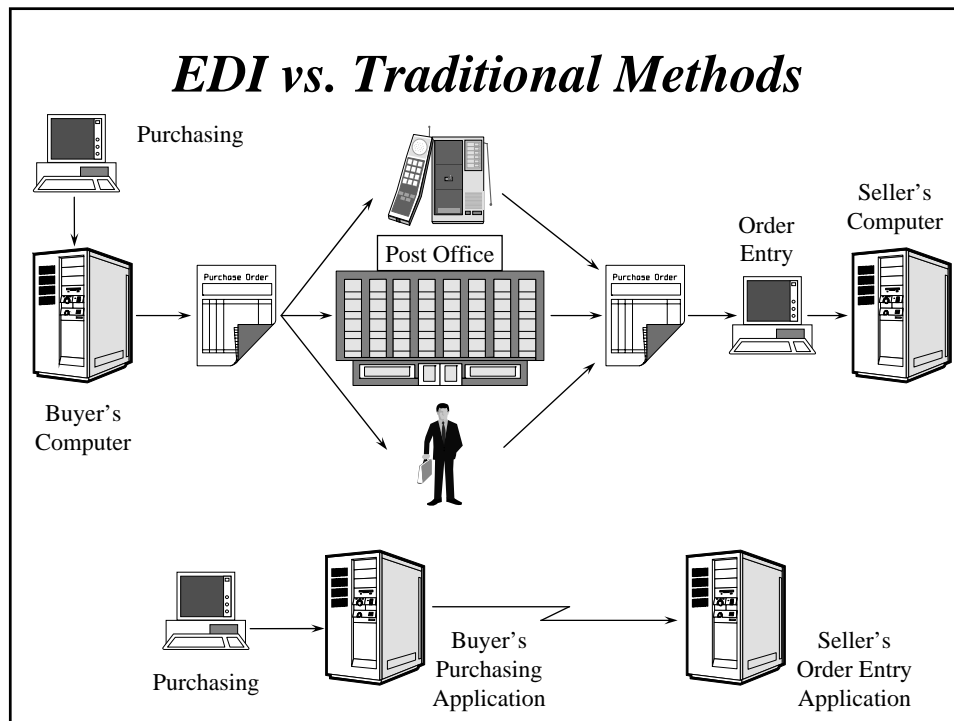 EDI vs. Traditional Methods
Purchasing
Post Office
Purchase Order
Purchase Order
Order
Entry
Seller's
Computer
Buyer's
Computer
Purchasing
Buyer's
Purchasing
Application
Seller's
Order Entry
Application